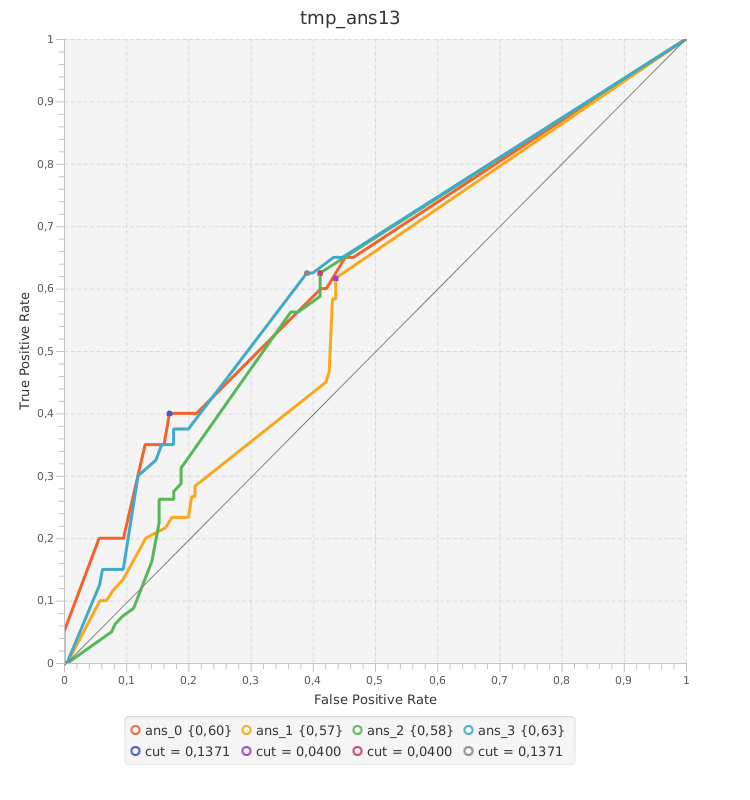 tmp_ans13
1
0,9
0,8
0,7
0,6
0,5
0,4
0,3
0,2
0,1
0
True Positive Rate
0 0,1 0,2 0,3 0,4 0,5 0,6 0,7 0,8 0,9 1
False Positive Rate
ans_0 {0,60} ans_1 {0,57} ans_2 {0,58} ans_3 {0,63}
cut = 0,1371 cut = 0,0400 cut = 0,0400 cut = 0,1371